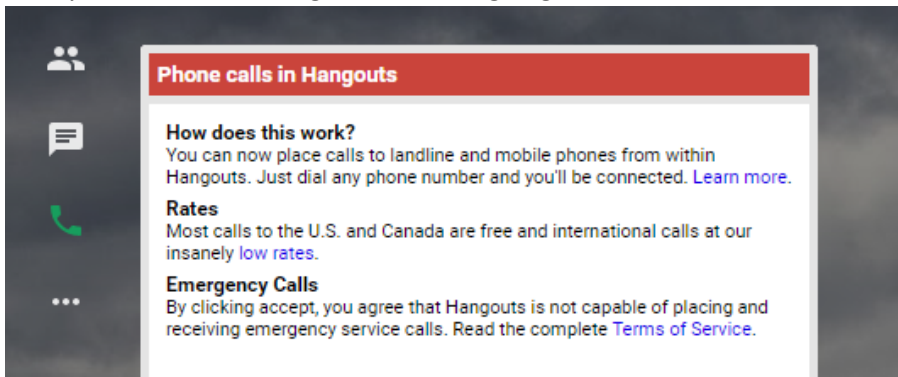 Phone calls in Hangouts
How does this work?
You can now place calls to landline and mobile phones from within
Hangouts. Just dial any phone number and you'll be connected. Learn more.
Rates
Most calls to the U.S. and Canada are free and international calls at our
insanely low rates.
Emergency Calls
By clicking accept, you agree that Hangouts is not capable of placing and
receiving emergency service calls. Read the complete Terms of Service.